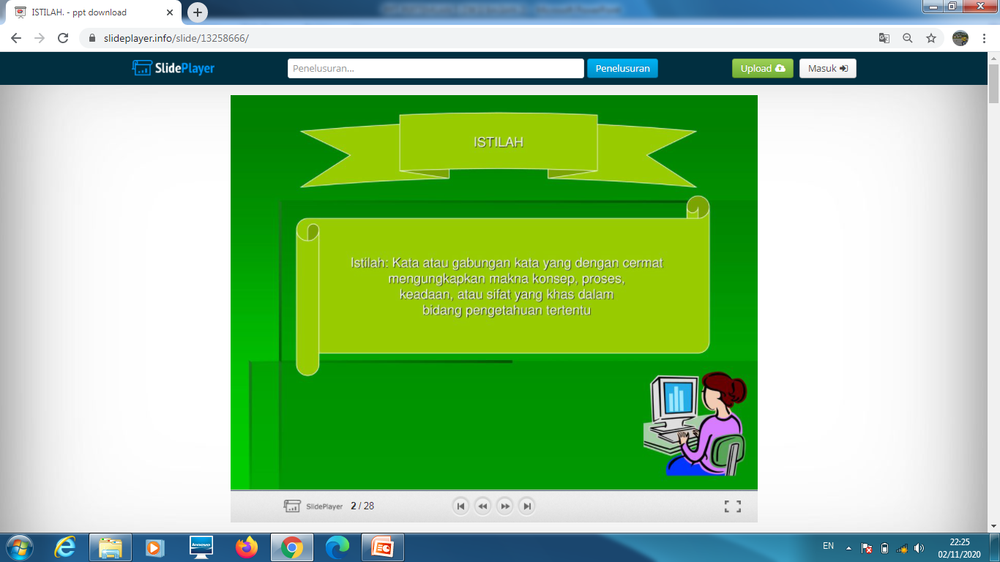 ISTILAH. - ppt download
slideplayer.info/slide/13258666/
SlidePlayer
Penelusuran...
Penelusuran
Upload
Masuk
ISTILAH
Istilah: Kata atau gabungan kata yang dengan cermat
mengungkapkan makna konsep, proses,
keadaan, atau sifat yang khas dalam
bidang pengetahuan tertentu
SlidePlayer
2 / 28
lenovo
EN
22:25
02/11/2020